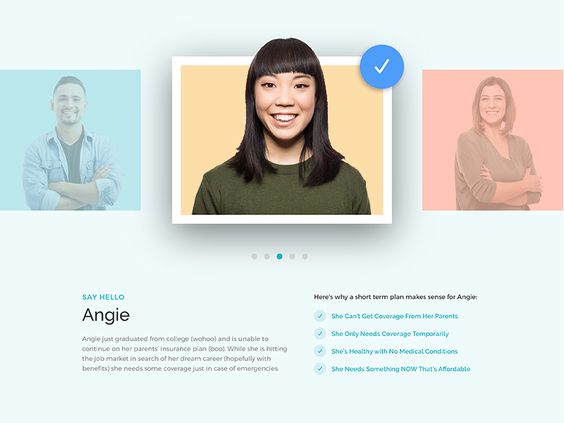 SAY HELLO
Angie
Angie just graduated from college (wohoo) and is unable to
continue on her parents' insurance plan (boo). While she is hitting
the job market in search of her dream career (hopefully with
benefits) she needs some coverage just in case of emergencies.
Here's why a short term plan makes sense for Angie:
She Can't Get Coverage From Her Parents
She Only Needs Coverage Temporarily
She's Healthy with No Medical Conditions
She Needs Something NOW That's Affordable